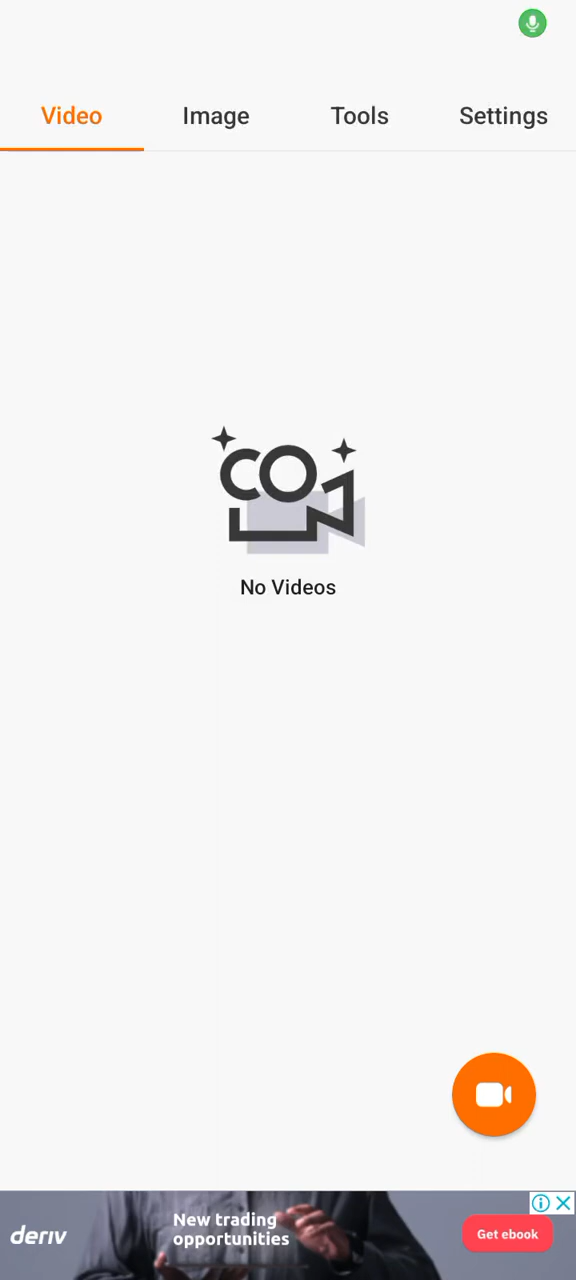 Video
Image
Tools
Settings
No Videos
deriv
New trading
opportunities
Get ebook